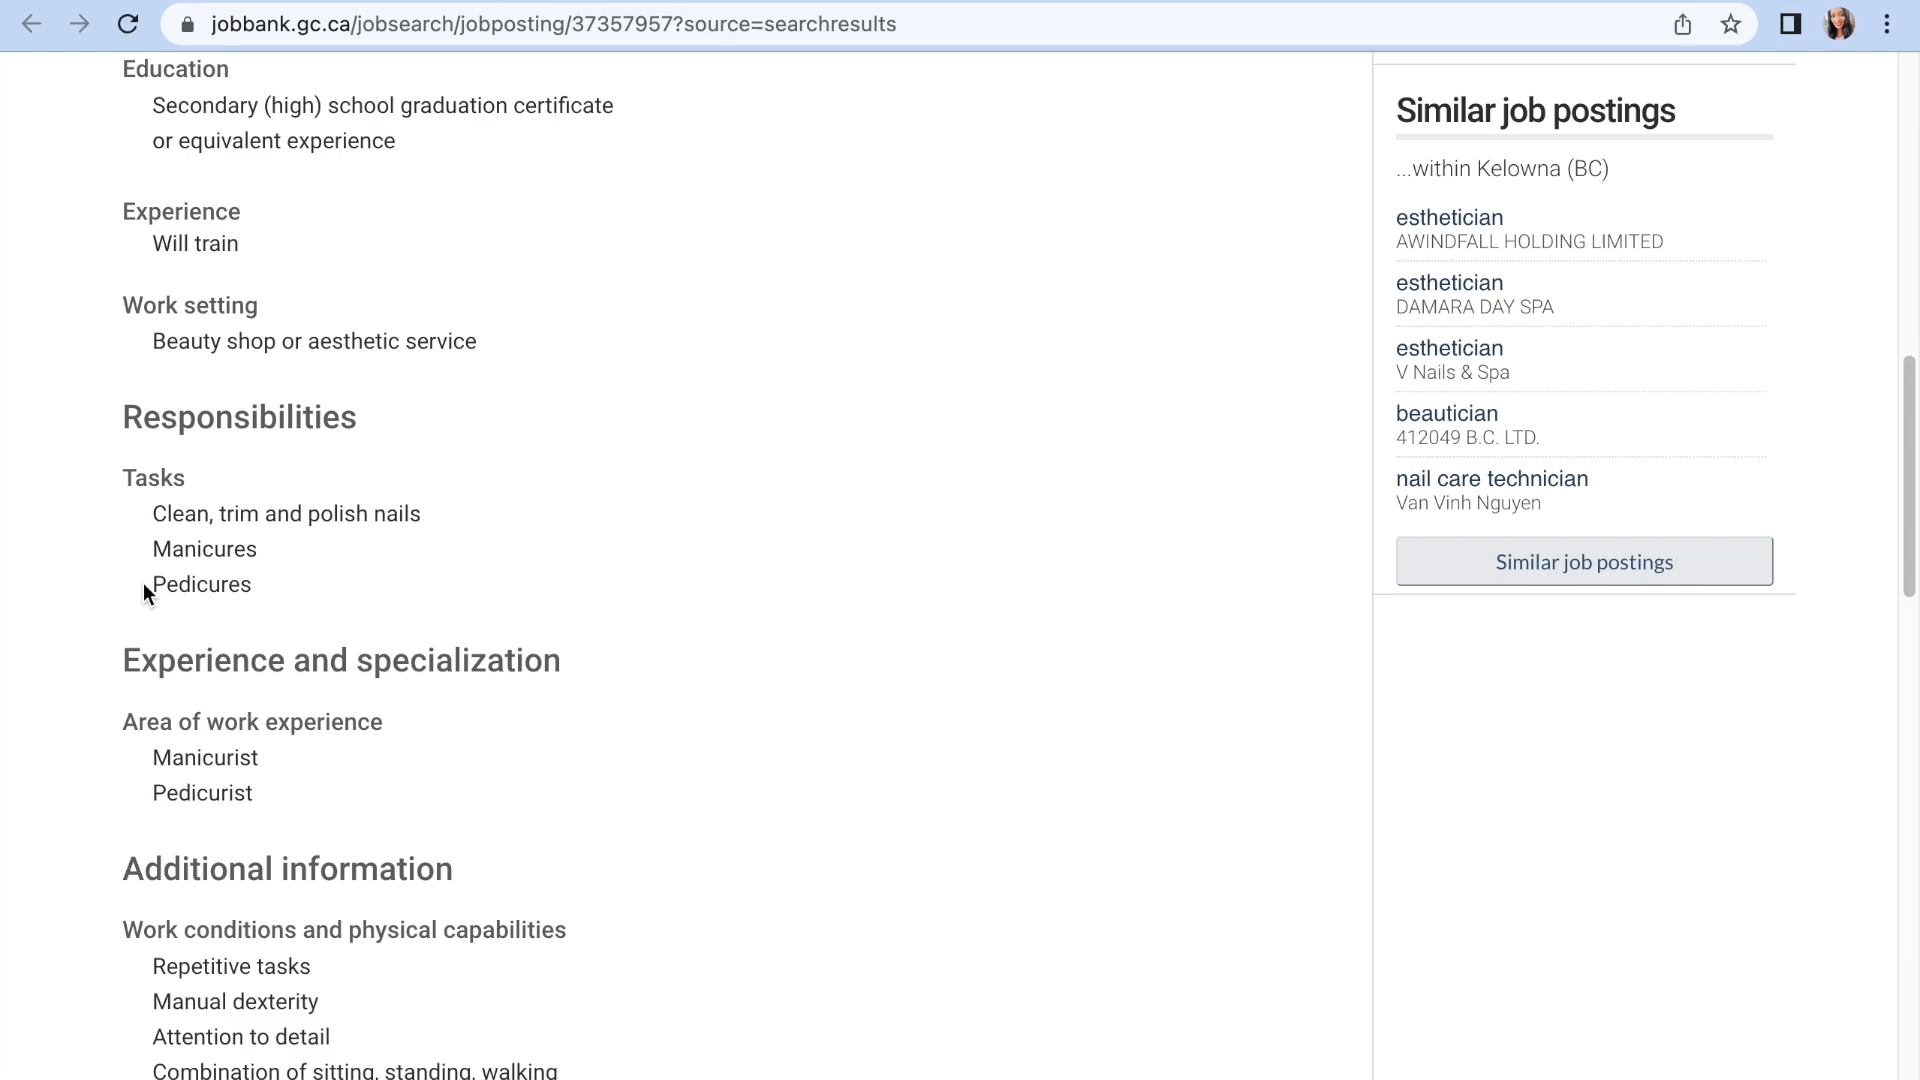 jobbank.gc.ca/jobsearch/jobposting/37357957?source=searchresults
Education
Secondary (high) school graduation certificate
or equivalent experience
Experience
Will train
Work setting
Beauty shop or aesthetic service
Responsibilities
Tasks
Clean, trim and polish nails
Manicures
Pedicures
Experience and specialization
Area of work experience
Manicurist
Pedicurist
Additional information
Work conditions and physical capabilities
Repetitive tasks
Manual dexterity
Attention to detail
Combination of sitting, standing, walking
Similar job postings
...within Kelowna (BC)
esthetician
AWINDFALL HOLDING LIMITED
esthetician
DAMARA DAY SPA
esthetician
V Nails & Spa
beautician
412049 B.C. LTD.
nail care technician
Van Vinh Nguyen
Similar job postings